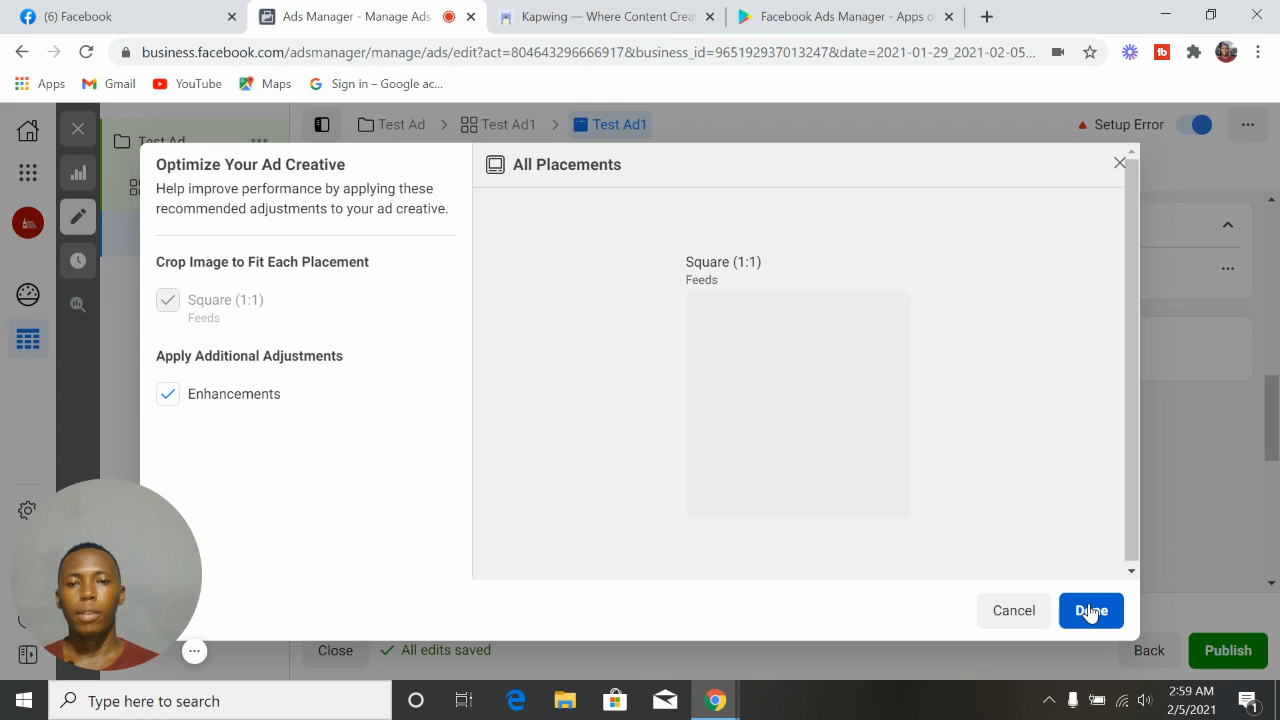 (6) Facebook
Ads Manager - Manage Ads
Kapwing — Where Content Crea
Facebook Ads Manager - Apps o
business.facebook.com/adsmanager/manage/ads/edit?act=804643296666917&business_id=965192937013247&date=2021-01-29_2021-02-05...
Apps
Gmail
YouTube
Maps
Sign in – Google ac...
Test Ad
Test Ad
Test Ad1
Test Ad1
Setup Error
Optimize Your Ad Creative
Help improve performance by applying these
recommended adjustments to your ad creative.
Crop Image to Fit Each Placement
Square (1:1)
Feeds
Apply Additional Adjustments
Enhancements
All Placements
Square (1:1)
Feeds
Cancel
Done
Close
All edits saved
Back
Publish
Type here to search
2:59 AM
2/5/2021
1